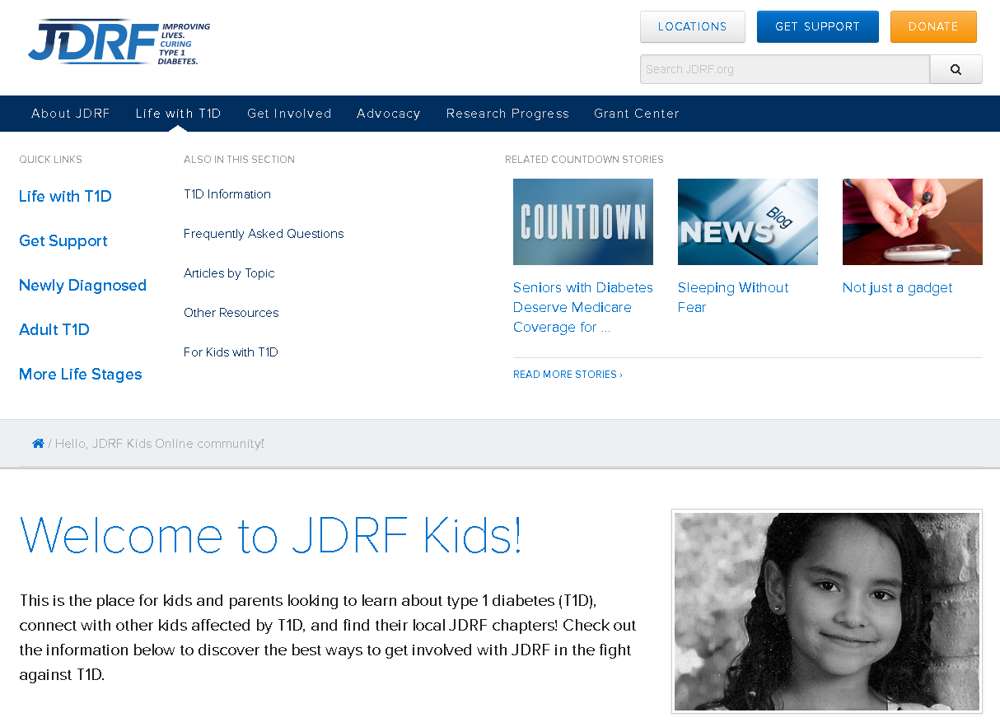 JDRF
IMPROVING
LIVES.
CURING
TYPE 1
DIABETES.
LOCATIONS
GET SUPPORT
DONATE
Search JDRF.org
About JDRF
Life with T1D
Get Involved
Advocacy
Research Progress
Grant Center
QUICK LINKS
Life with T1D
Get Support
Newly Diagnosed
Adult T1D
More Life Stages
ALSO IN THIS SECTION
T1D Information
Frequently Asked Questions
Articles by Topic
Other Resources
For Kids with T1D
RELATED COUNTDOWN STORIES
COUNTDOWN
Seniors with Diabetes
Deserve Medicare
Coverage for ...
NEWS
Blog
Sleeping Without
Fear
Not just a gadget
READ MORE STORIES ›
/ Hello, JDRF Kids Online community!
Welcome to JDRF Kids!
This is the place for kids and parents looking to learn about type 1 diabetes (T1D),
connect with other kids affected by T1D, and find their local JDRF chapters! Check out
the information below to discover the best ways to get involved with JDRF in the fight
against T1D.